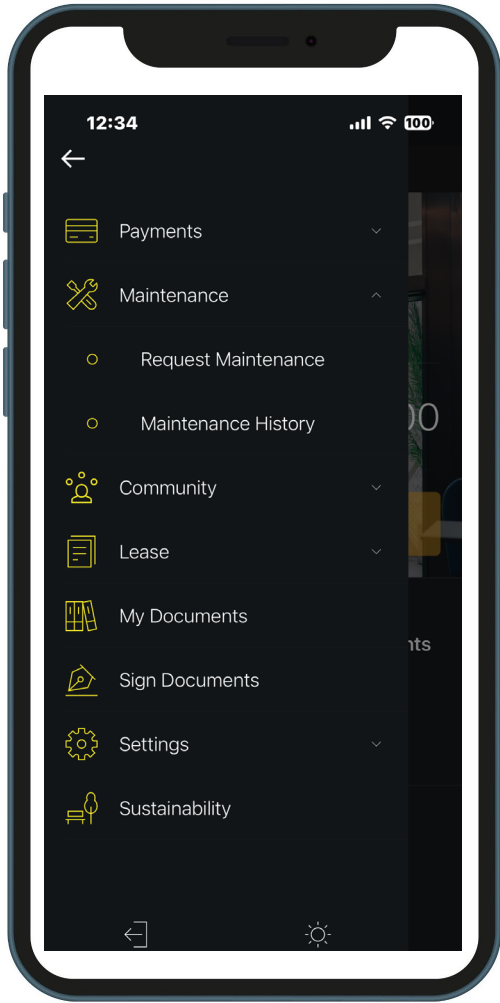 12:34
100
Payments
Maintenance
Request Maintenance
Maintenance History
Community
Lease
My Documents
Sign Documents
Settings
Sustainability